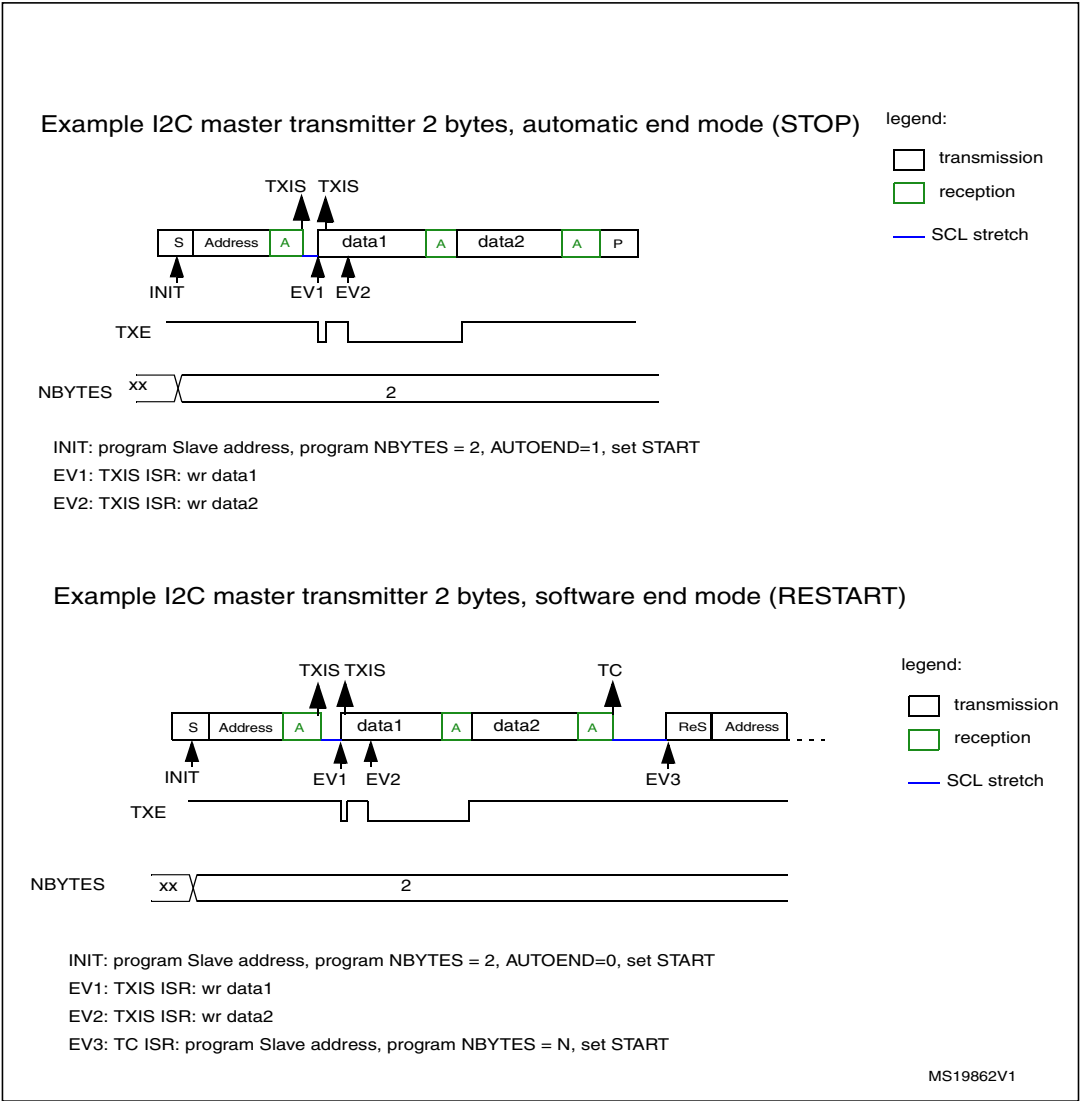 Example I2C master transmitter 2 bytes, automatic end mode (STOP)
legend:
transmission
reception
SCL stretch
TXIS TXIS
S Address A data1 A data2 A P
INIT EV1 EV2
TXE
NBYTES xx 2
INIT: program Slave address, program NBYTES = 2, AUTOEND=1, set START
EV1: TXIS ISR: wr data1
EV2: TXIS ISR: wr data2
Example I2C master transmitter 2 bytes, software end mode (RESTART)
legend:
transmission
reception
SCL stretch
TXIS TXIS TC
S Address A data1 A data2 A ReS Address
INIT EV1 EV2 EV3
TXE
NBYTES xx 2
INIT: program Slave address, program NBYTES = 2, AUTOEND=0, set START
EV1: TXIS ISR: wr data1
EV2: TXIS ISR: wr data2
EV3: TC ISR: program Slave address, program NBYTES = N, set START
MS19862V1